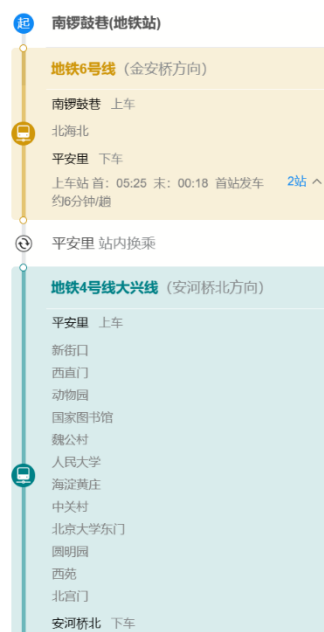 起 南锣鼓巷(地铁站)
地铁6号线（金安桥方向）
南锣鼓巷 上车
北海北
平安里 下车
上车站 首：05:25 末：00:18 首站发车 2站
约6分钟/趟
平安里 站内换乘
地铁4号线大兴线（安河桥北方向）
平安里 上车
新街口
西直门
动物园
国家图书馆
魏公村
人民大学
海淀黄庄
中关村
北京大学东门
圆明园
西苑
北宫门
安河桥北 下车